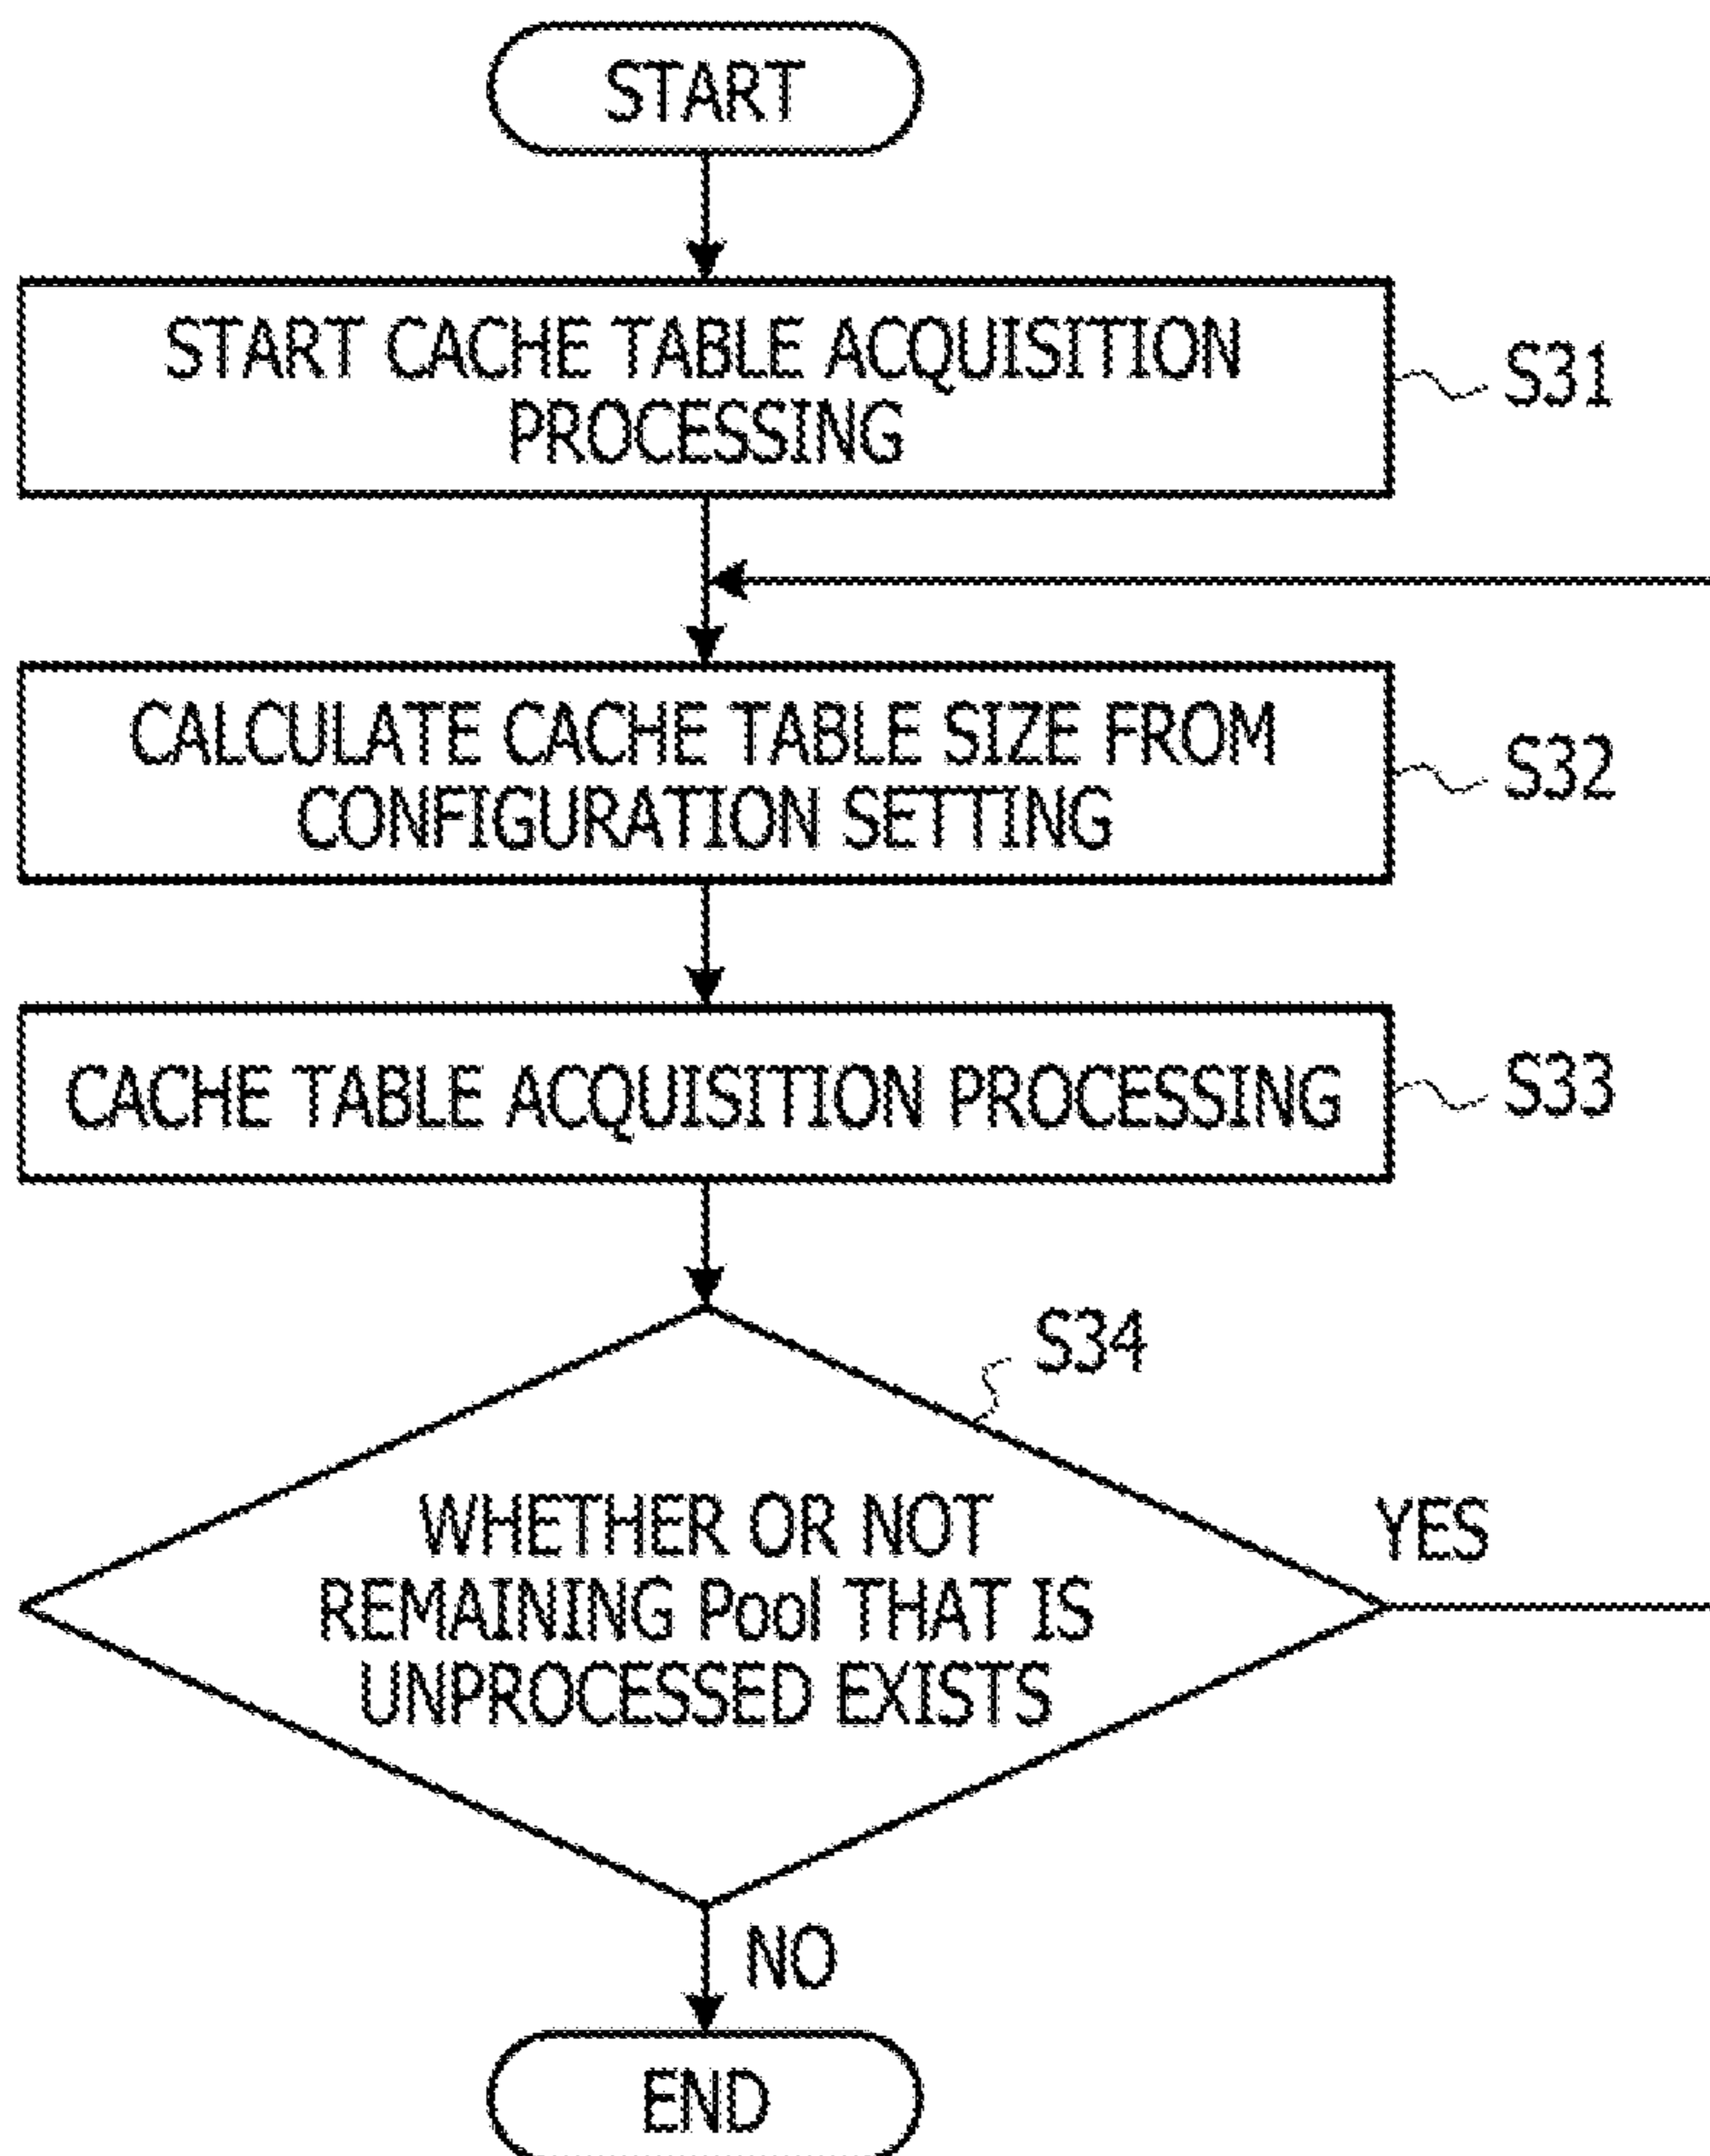 START
START CACHE TABLE ACQUISITION
PROCESSING
S31
CALCULATE CACHE TABLE SIZE FROM
CONFIGURATION SETTING
S32
CACHE TABLE ACQUISITION PROCESSING
S33
S34
WHETHER OR NOT
REMAINING Pool THAT IS
UNPROCESSED EXISTS
YES
NO
END